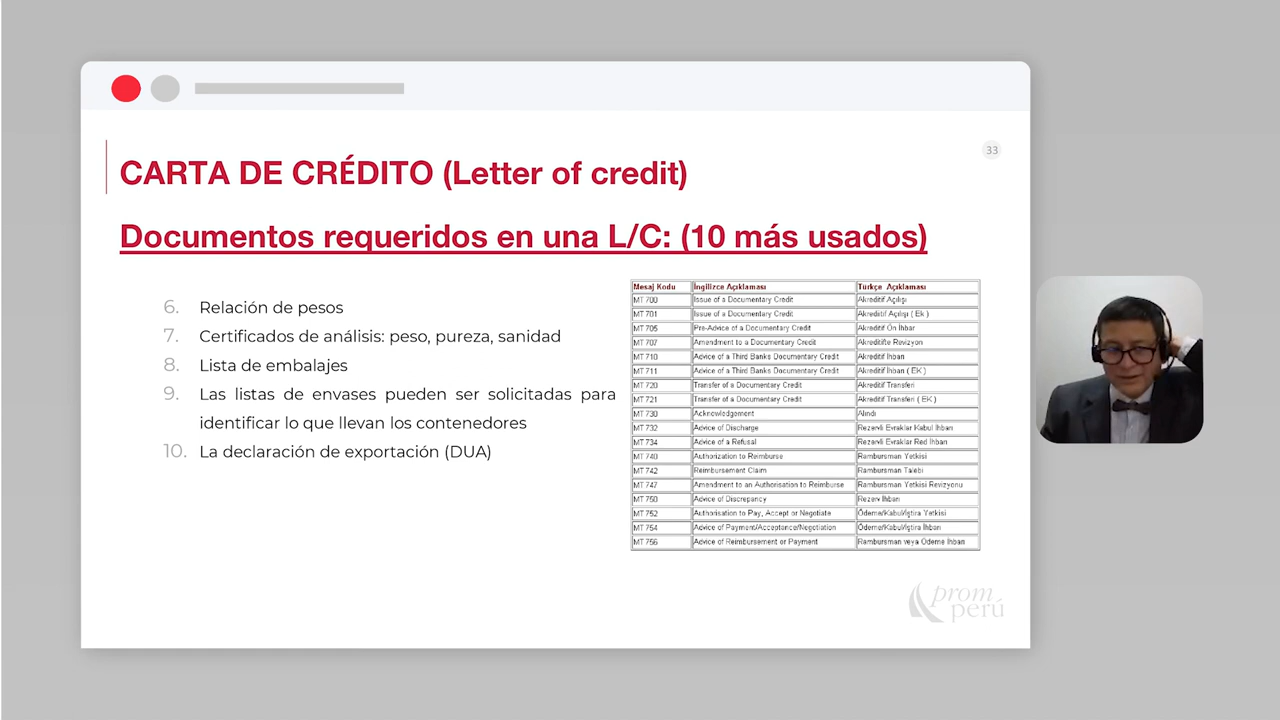 33
CARTA DE CRÉDITO (Letter of credit)
Documentos requeridos en una L/C: (10 más usados)
6. Relación de pesos
7. Certificados de análisis: peso, pureza, sanidad
8. Lista de embalajes
9. Las listas de envases pueden ser solicitadas para
identificar lo que llevan los contenedores
10. La declaración de exportación (DUA)
Mesaj Kodu İngilizce Açıklaması Türkçe Açıklaması
MT 700 Issue of a Documentary Credit Akreditif Açılışı
MT 701 Issue of a Documentary Credit Akreditif Açılışı ( Ek )
MT 705 Pre-Advice of a Documentary Credit Akreditif Ön İhbar
MT 707 Amendment to a Documentary Credit Akreditifte Revizyon
MT 710 Advice of a Third Banks Documentary Credit Akreditif İhbarı
MT 711 Advice of a Third Banks Documentary Credit Akreditif İhbarı ( EK )
MT 720 Transfer of a Documentary Credit Akreditif Transferi
MT 721 Transfer of a Documentary Credit Akreditif Transferi ( EK )
MT 730 Acknowledgement Alındı
MT 732 Advice of Discharge Rezervli Evraklar Kabul İhbarı
MT 734 Advice of a Refusal Rezervli Evraklar Red İhbarı
MT 740 Authorization to Reimburse Rambursman Yetkisi
MT 742 Reimbursement Claim Rambursman Talebi
MT 747 Amendment to an Authorisation to Reimburse Rambursman Yetkisi Revizyonu
MT 750 Advice of Discrepancy Rezerv İhbarı
MT 752 Authorisation to Pay, Accept or Negotiate Ödeme/Kabul/İştira Yetkisi
MT 754 Advice of Payment/Acceptance/Negotiation Ödeme/Kabul/İştira İhbarı
MT 756 Advice of Reimbursement or Payment Rambursman veya Ödeme İhbarı
prom
perú